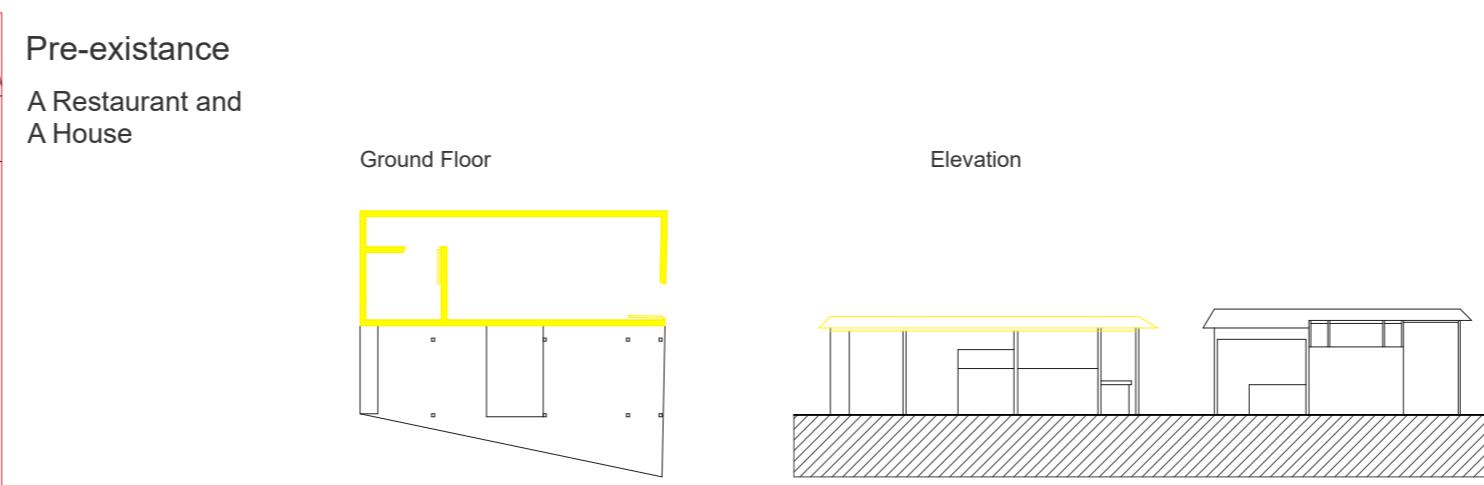 Pre-existance
A Restaurant and
A House
Ground Floor
Elevation